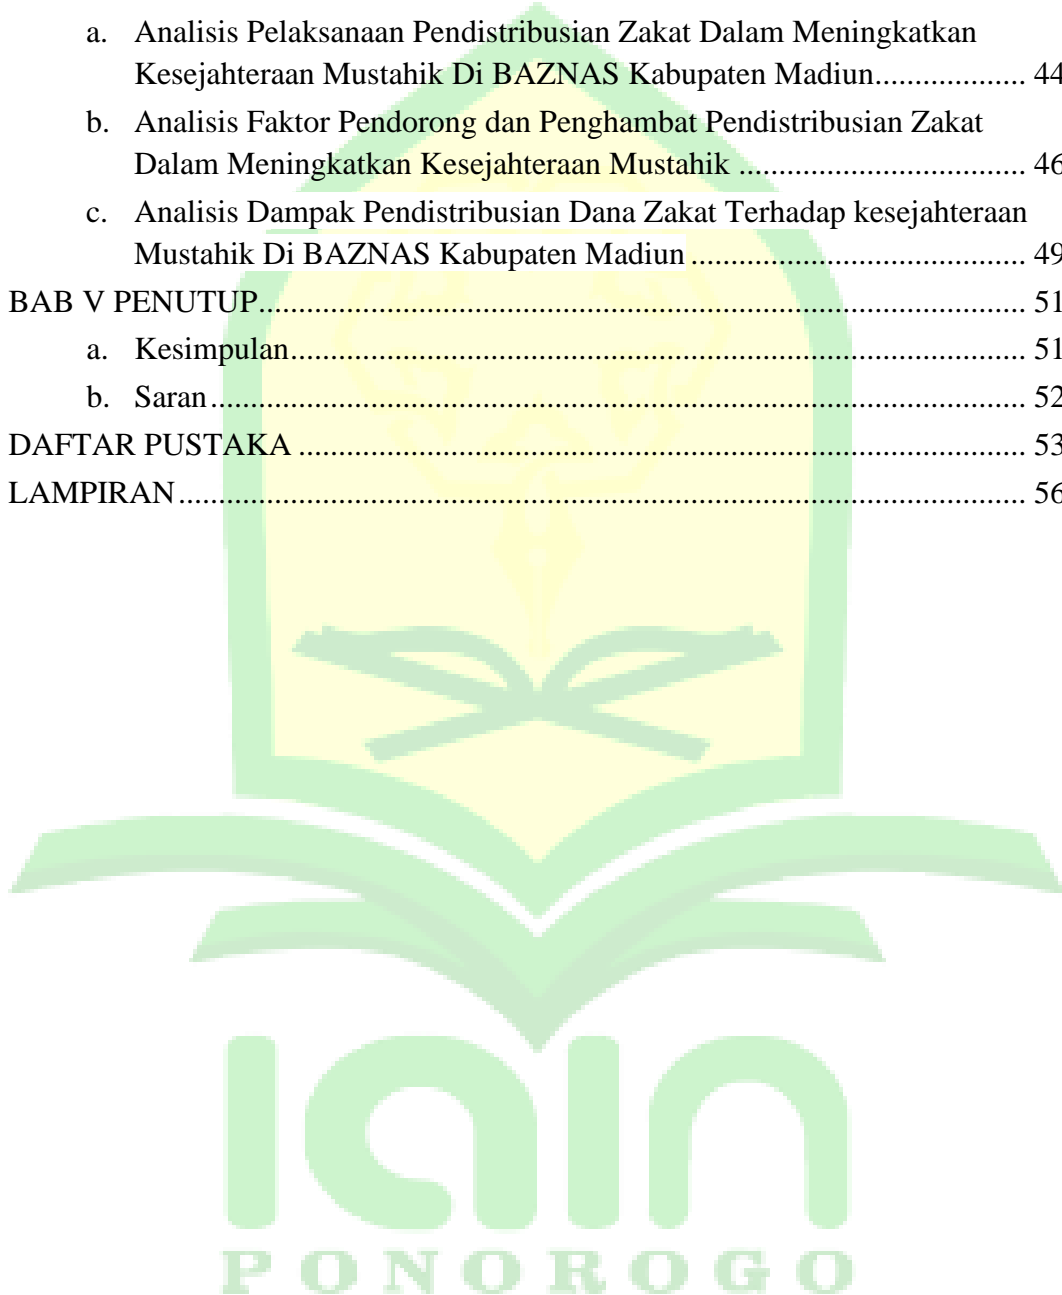 a. Analisis Pelaksanaan Pendistribusian Zakat Dalam Meningkatkan
Kesejahteraan Mustahik Di BAZNAS Kabupaten Madiun................... 44
b. Analisis Faktor Pendorong dan Penghambat Pendistribusian Zakat
Dalam Meningkatkan Kesejahteraan Mustahik .................................... 46
c. Analisis Dampak Pendistribusian Dana Zakat Terhadap kesejahteraan
Mustahik Di BAZNAS Kabupaten Madiun .......................................... 49
BAB V PENUTUP................................................................................................ 51
a. Kesimpulan............................................................................................ 51
b. Saran ...................................................................................................... 52
DAFTAR PUSTAKA ........................................................................................... 53
LAMPIRAN.......................................................................................................... 56
iain
PONOROGO